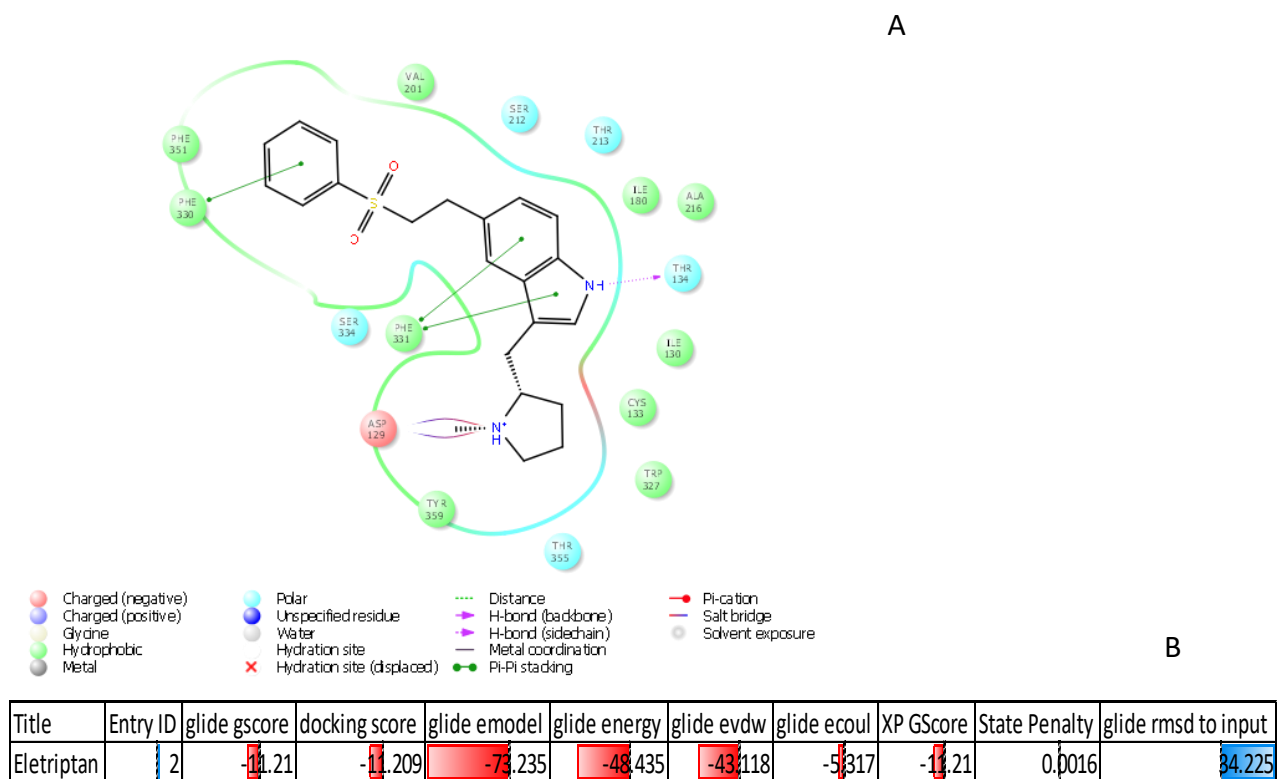 A
VAL
201
SER
212
THR
213
PHE
351
ILE
180
ALA
216
PHE
330
O
S
O
NH
THR
134
SER
334
PHE
331
ILE
130
CYS
133
ASP
129
N+
H
TRP
327
TYR
359
THR
355
Charged (negative)
Charged (positive)
Glycine
Hydrophobic
Metal
Polar
Unspecified residue
Water
Hydration site
Hydration site (displaced)
Distance
H-bond (backbone)
H-bond (sidechain)
Metal coordination
Pi-Pi stacking
Pi-cation
Salt bridge
Solvent exposure
B
Title Entry ID glide gscore docking score glide emodel glide energy glide evdw glide ecoul XP GScore State Penalty glide rmsd to input
Eletriptan 2 -11.21 -11.209 -73.235 -48.435 -43.118 -5.317 -11.21 0.0016 34.225